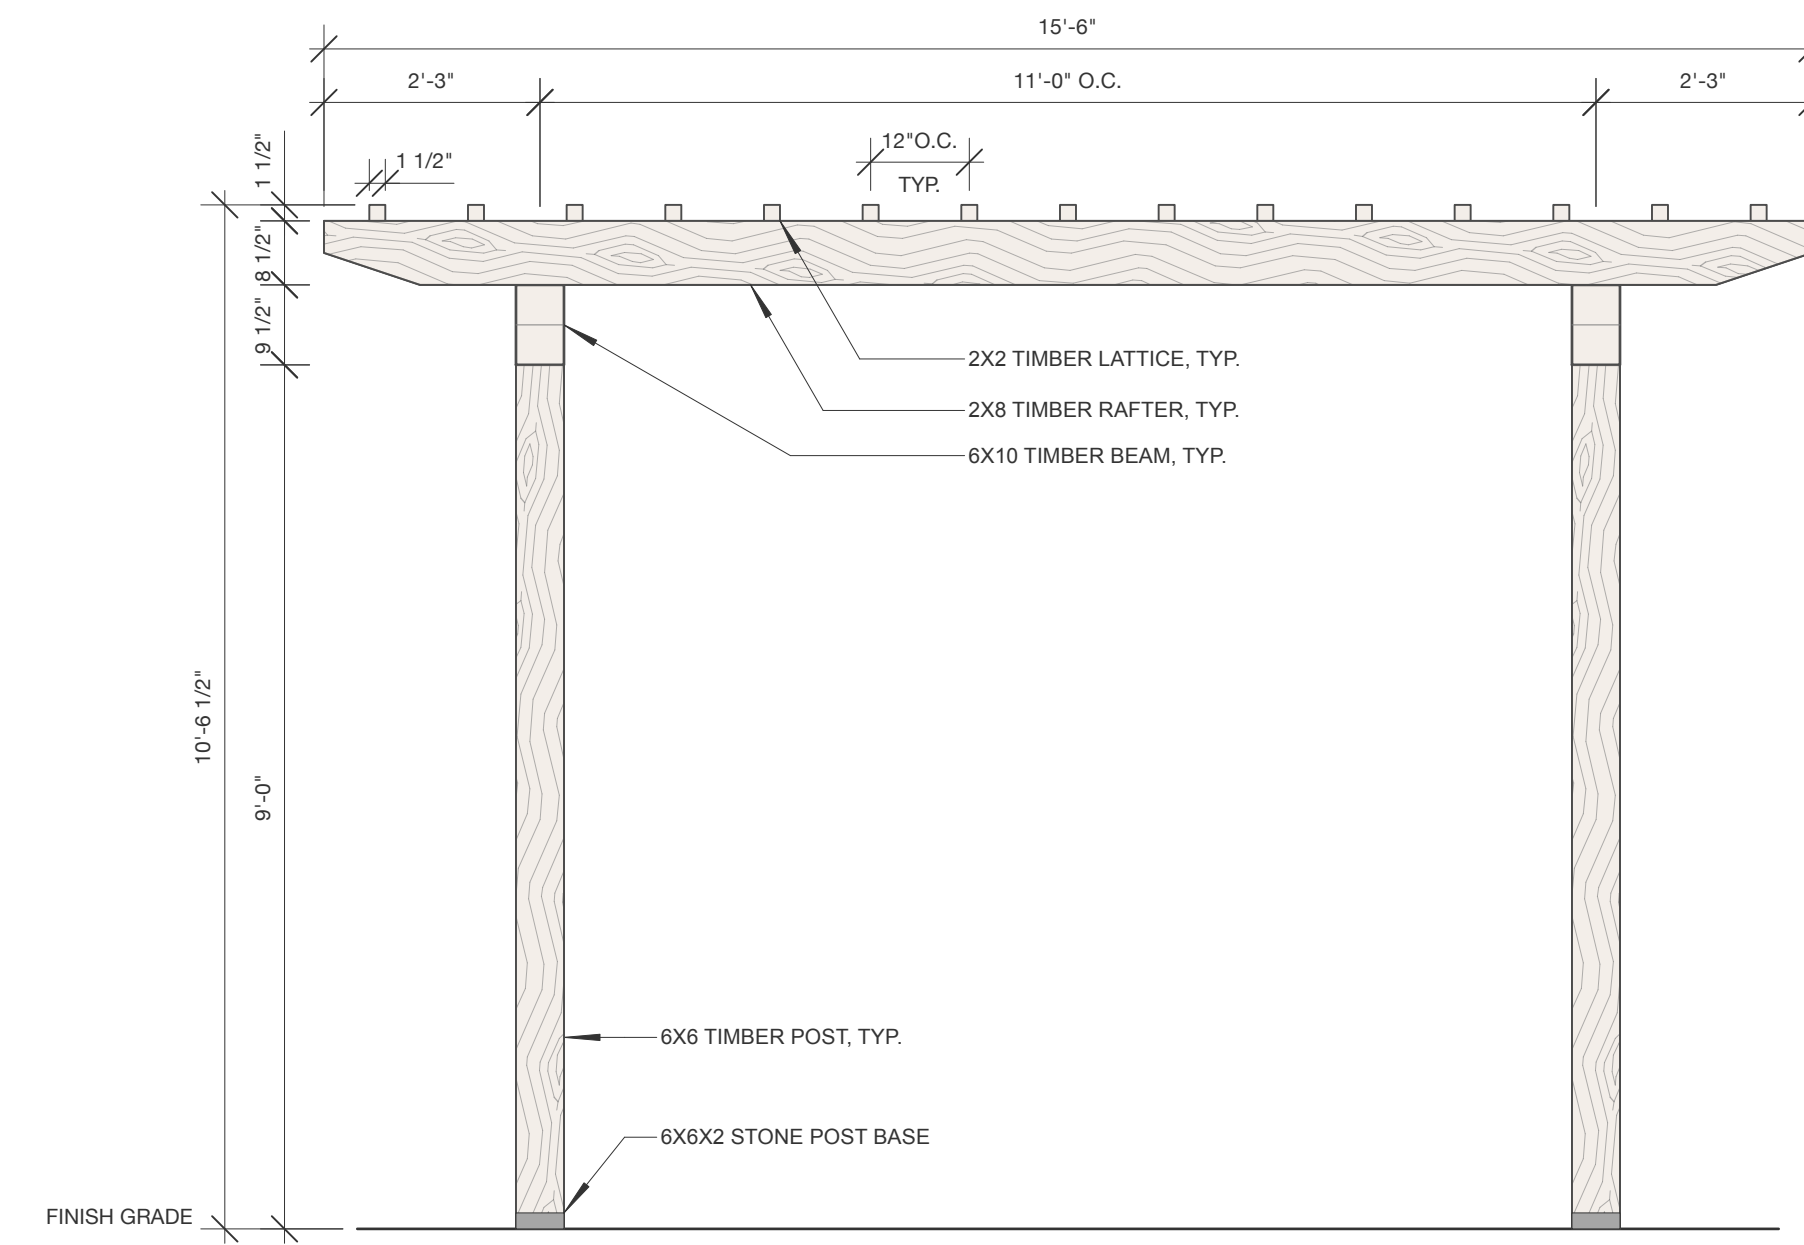 15'-6"
2'-3"
11'-0" O.C.
2'-3"
12"O.C.
TYP.
1 1/2"
1 1/2"
8 1/2"
9 1/2"
2X2 TIMBER LATTICE, TYP.
2X8 TIMBER RAFTER, TYP.
6X10 TIMBER BEAM, TYP.
10'-6 1/2"
9'-0"
6X6 TIMBER POST, TYP.
6X6X2 STONE POST BASE
FINISH GRADE